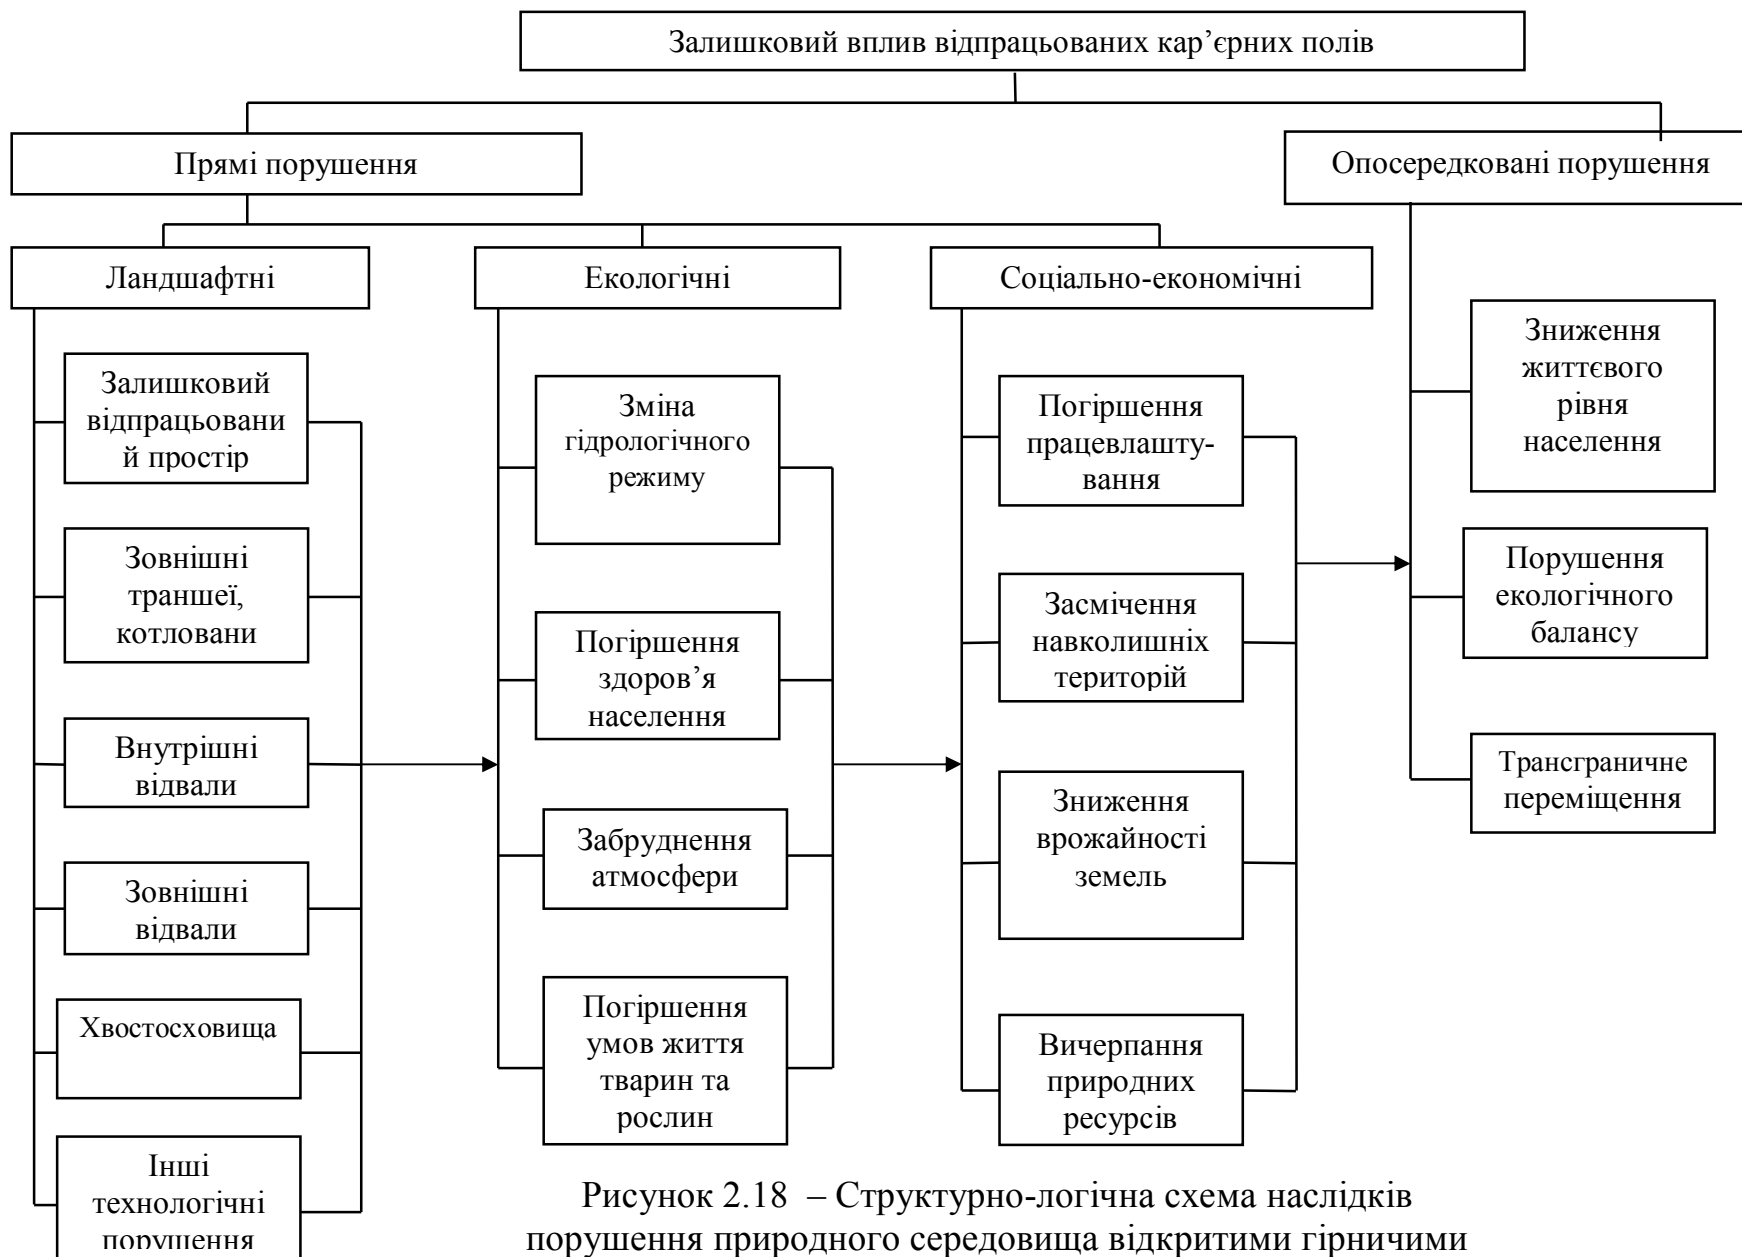 Залишковий вплив відпрацьованих кар’єрних полів
Прямі порушення
Опосередковані порушення
Ландшафтні
Екологічні
Соціально-економічні
Залишковий
відпрацьовани
й простір
Зовнішні
траншеї,
котловани
Внутрішні
відвали
Зовнішні
відвали
Хвостосховища
Інші
технологічні
порушення
Зміна
гідрологічного
режиму
Погіршення
здоров’я
населення
Забруднення
атмосфери
Погіршення
умов життя
тварин та
рослин
Погіршення
працевлашту-
вання
Засмічення
навколишніх
територій
Зниження
врожайності
земель
Вичерпання
природних
ресурсів
Зниження
життєвого
рівня
населення
Порушення
екологічного
балансу
Трансграничне
переміщення
Рисунок 2.18 – Структурно-логічна схема наслідків
порушення природного середовища відкритими гірничими